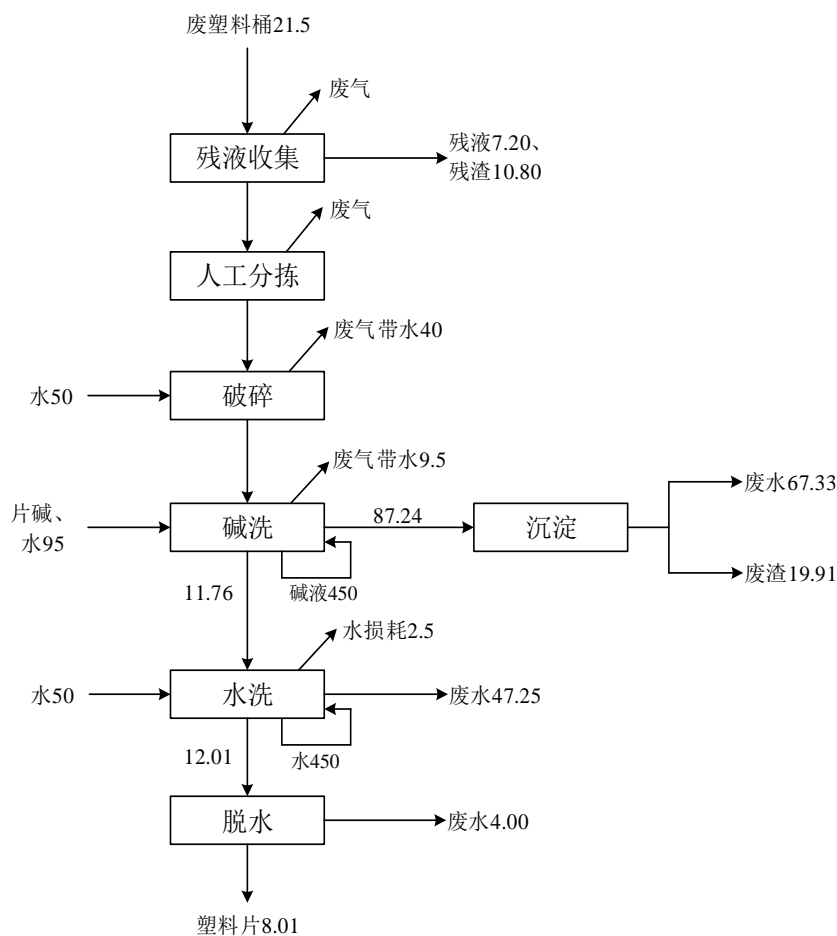 废塑料桶21.5
废气
残液收集
残液7.20、
残渣10.80
废气
人工分拣
废气带水40
水50
破碎
废气带水9.5
片碱、
水95
碱洗
87.24
沉淀
废水67.33
废渣19.91
碱液450
11.76
水损耗2.5
水50
水洗
废水47.25
水450
12.01
脱水
废水4.00
塑料片8.01